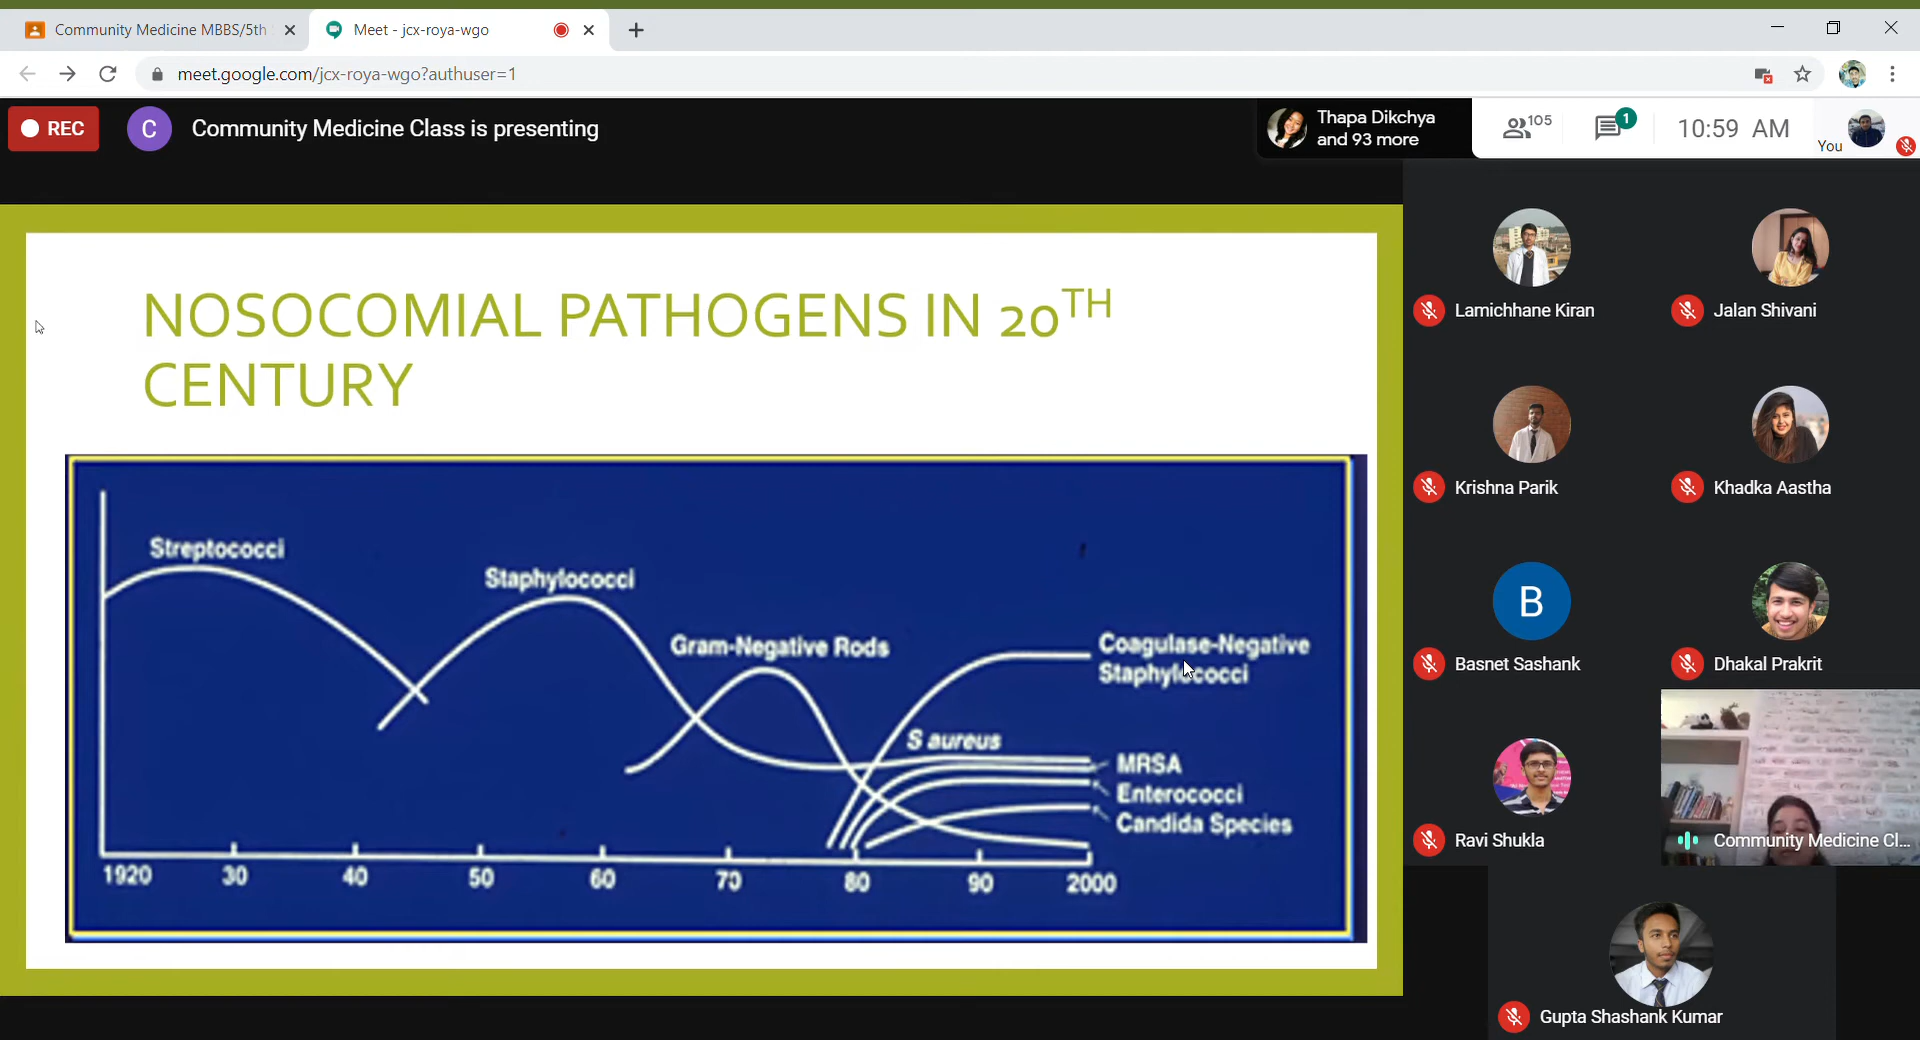 Community Medicine MBBS/5th
Meet - jcx-roya-wgo
meet.google.com/jcx-roya-wgo?authuser=1
REC
C
Community Medicine Class is presenting
Thapa Dikchya
and 93 more
105
1
10:59 AM
You
NOSOCOMIAL PATHOGENS IN 20TH
CENTURY
Streptococci
Staphylococci
Gram-Negative Rods
Coagulase-Negative
Staphylococci
S aureus
MRSA
Enterococci
Candida Species
1920 30 40 50 60 70 80 90 2000
Lamichhane Kiran
Jalan Shivani
Krishna Parik
Khadka Aastha
B
Basnet Sashank
Dhakal Prakrit
Ravi Shukla
Community Medicine Cl...
Gupta Shashank Kumar